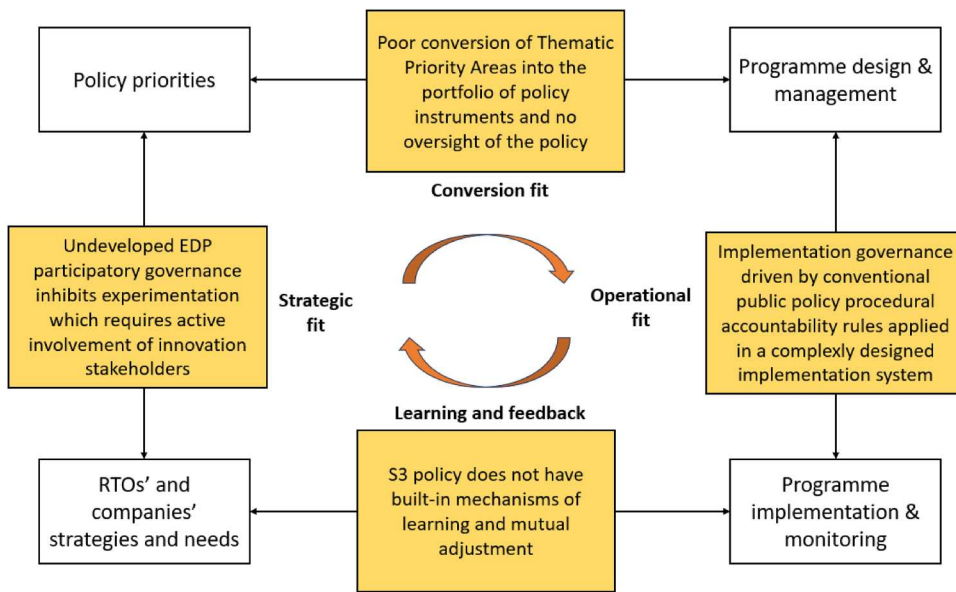 Policy priorities
Poor conversion of Thematic
Priority Areas into the
portfolio of policy
instruments and no
oversight of the policy
Programme design &
management
Conversion fit
Undeveloped EDP
participatory governance
inhibits experimentation
which requires active
involvement of innovation
stakeholders
Strategic
fit
Operational
fit
Implementation governance
driven by conventional
public policy procedural
accountability rules applied
in a complexly designed
implementation system
Learning and feedback
RTOs’ and
companies’
strategies and needs
S3 policy does not have
built-in mechanisms of
learning and mutual
adjustment
Programme
implementation &
monitoring